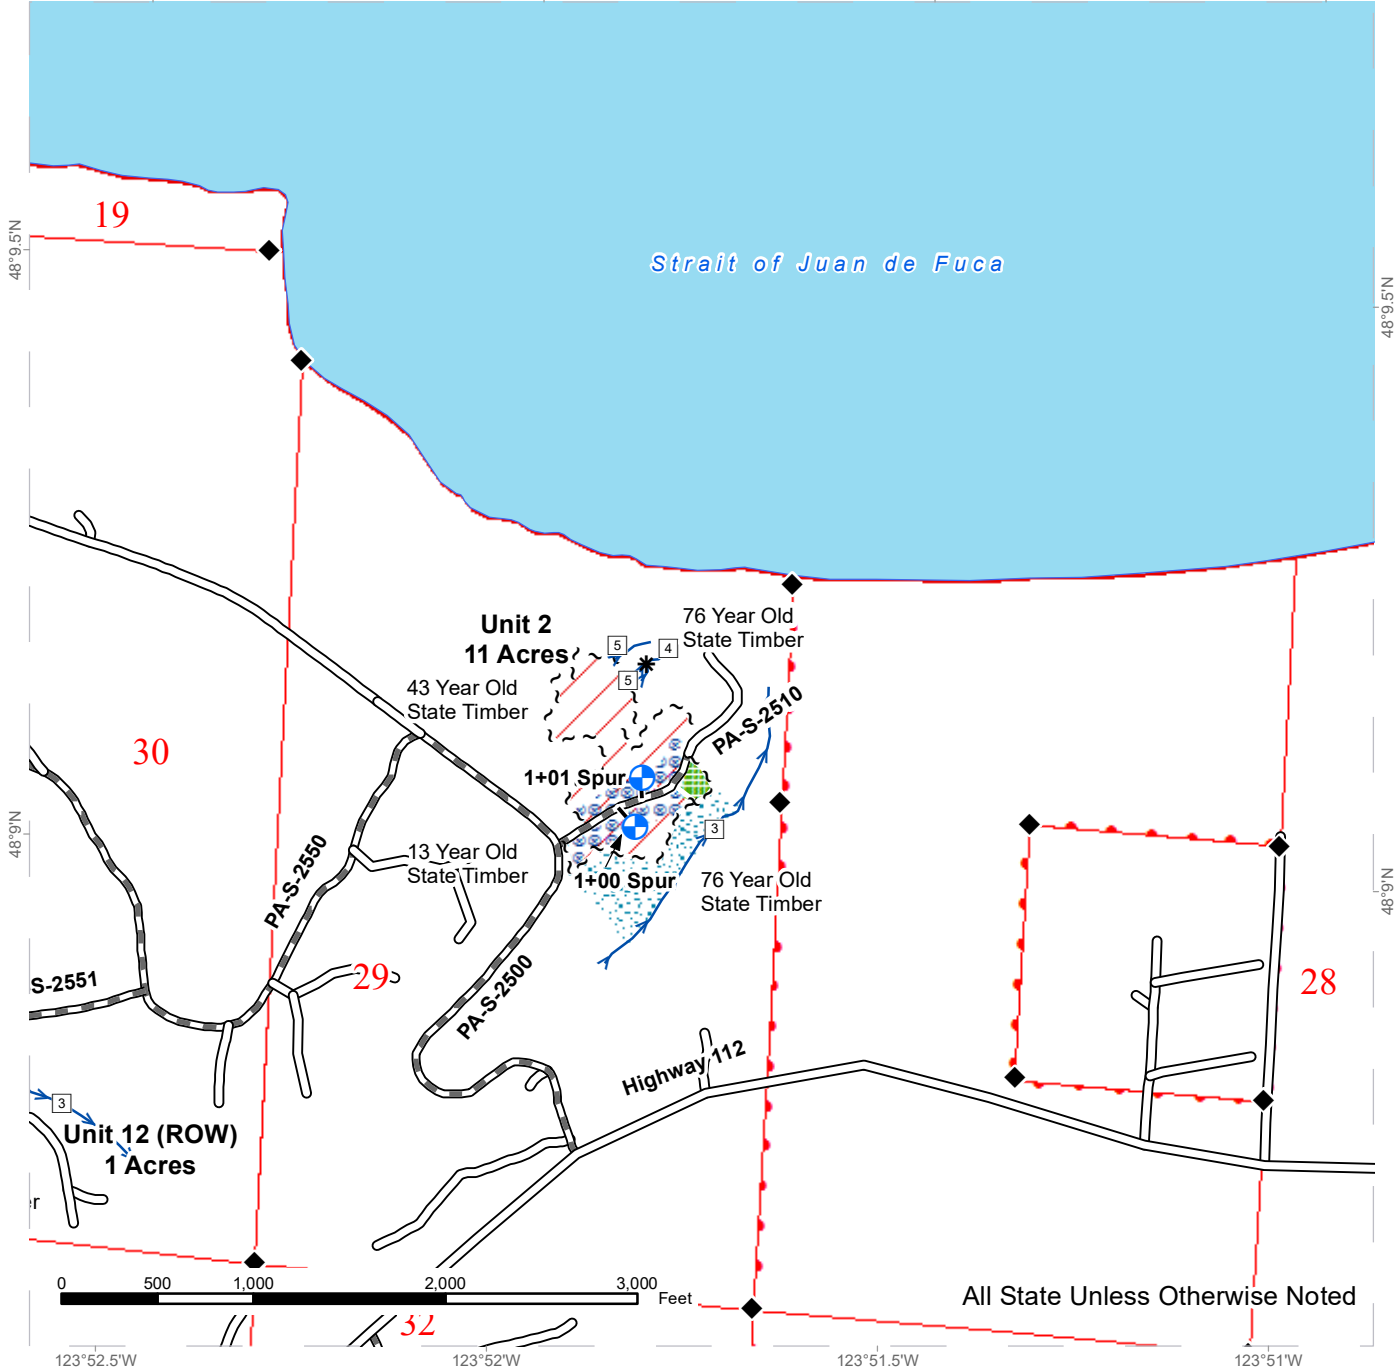 19
48°9.5'N
Strait of Juan de Fuca
48°9.5'N
Unit 2
11 Acres
5
4
76 Year Old
State Timber
5
43 Year Old
State Timber
PA-S-2510
30
1+01 Spur
48°9'N
3
13 Year Old
State Timber
PA-S-2550
1+00 Spur
76 Year Old
State Timber
48°9'N
S-2551
29
PA-S-2500
28
Highway 112
3
Unit 12 (ROW)
1 Acres
0 500 1,000 2,000 3,000
Feet
All State Unless Otherwise Noted
32
123°52.5'W
123°52'W
123°51.5'W
123°51'W